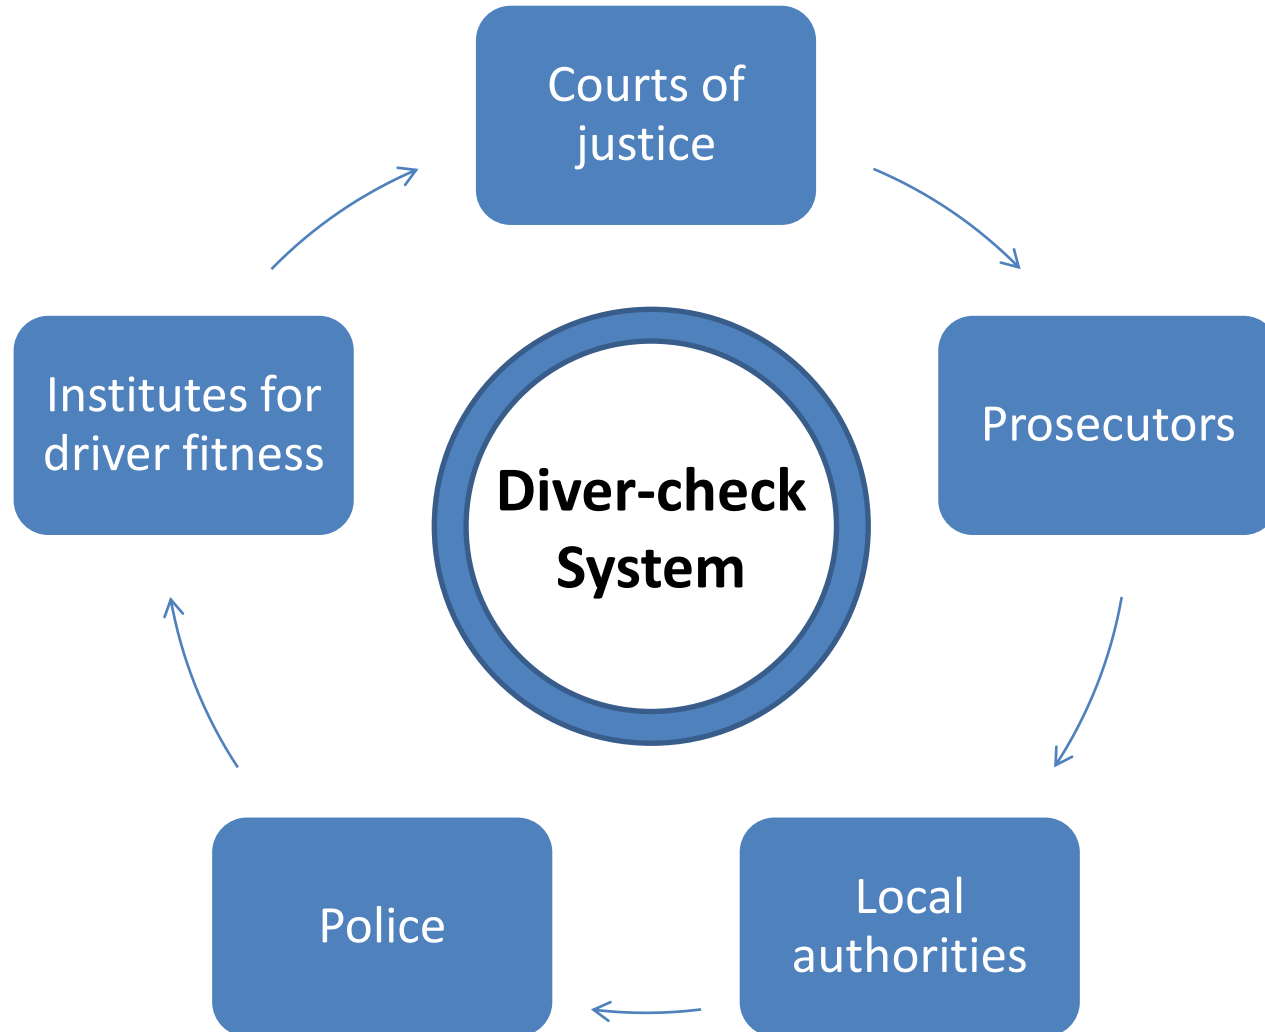 Courts of
justice
Institutes for
driver fitness
Prosecutors
Diver-check
System
Police
Local
authorities